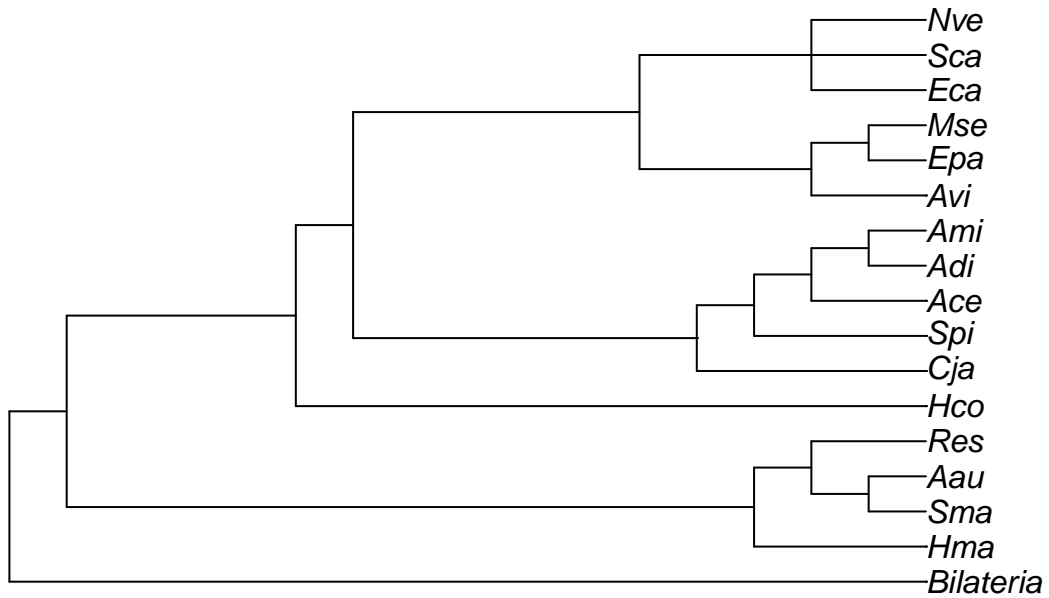 Nve
Sca
Eca
Mse
Epa
Avi
Ami
Adi
Ace
Spi
Cja
Hco
Res
Aau
Sma
Hma
Bilateria